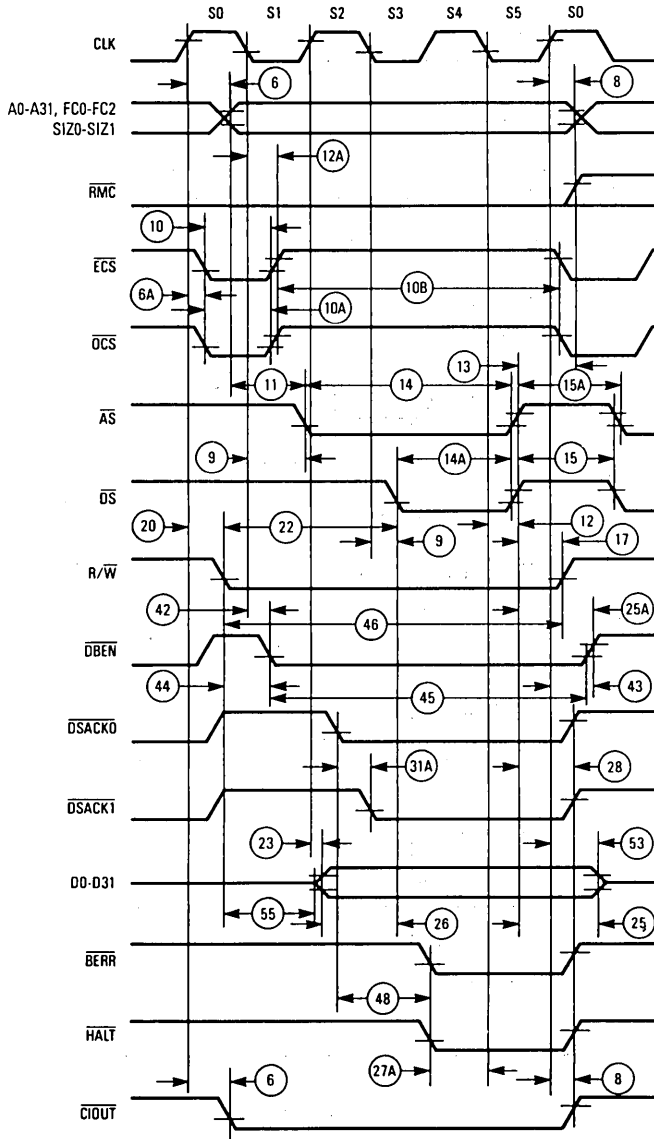 S0 S1 S2 S3 S4 S5 S0
CLK
6 8
A0-A31, FC0-FC2
SIZ0-SIZ1
12A
RMC
10
ECS
6A 10A 10B
OCS
13
11 14 15A
AS
9 14A 15
DS
20 22 9 12 17
R/W
42 46 25A
DBEN
44 45 43
DSACK0
31A 28
DSACK1
23 53
D0-D31
55 26 25
BERR
48
HALT
6 27A 8
CIOUT